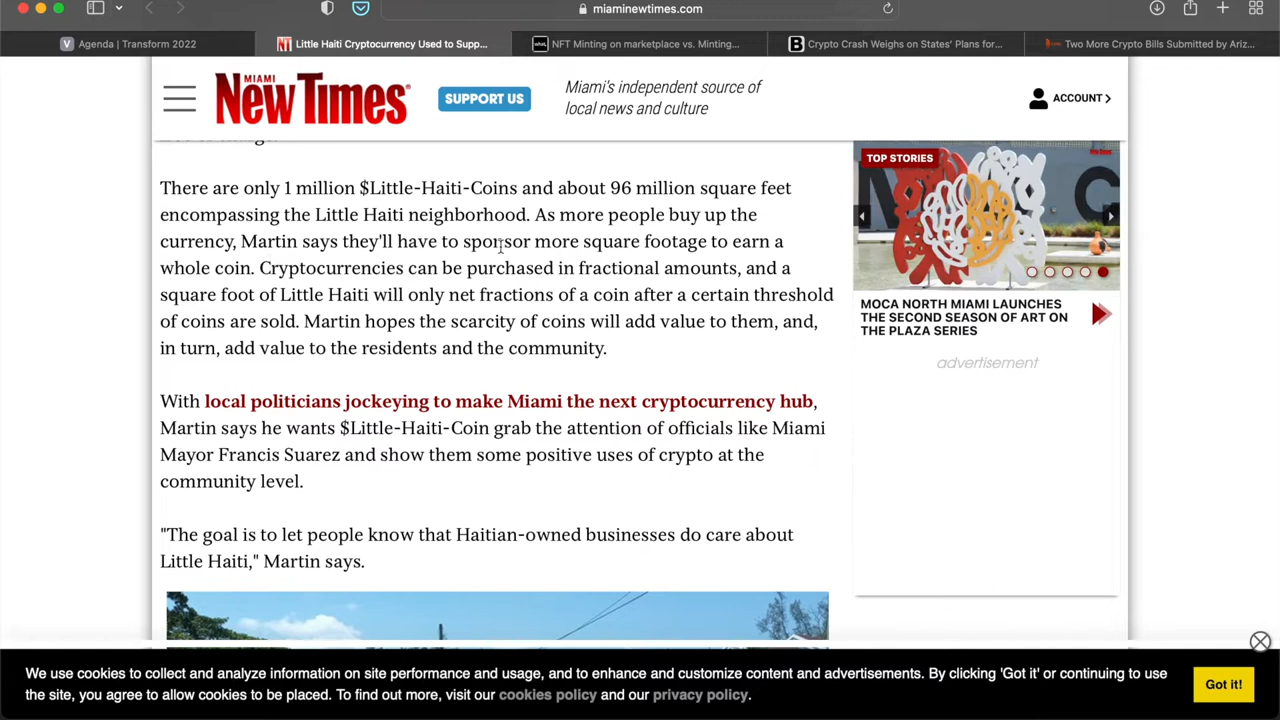 miaminewtimes.com
Agenda | Transform 2022
Little Haiti Cryptocurrency Used to Supp...
NFT Minting on marketplace vs. Minting...
Crypto Crash Weighs on States' Plans for...
Two More Crypto Bills Submitted by Ariz...
MIAMI
New Times
SUPPORT US
Miami's independent source of
local news and culture
ACCOUNT
There are only 1 million $Little-Haiti-Coins and about 96 million square feet
encompassing the Little Haiti neighborhood. As more people buy up the
currency, Martin says they'll have to sponsor more square footage to earn a
whole coin. Cryptocurrencies can be purchased in fractional amounts, and a
square foot of Little Haiti will only net fractions of a coin after a certain threshold
of coins are sold. Martin hopes the scarcity of coins will add value to them, and,
in turn, add value to the residents and the community.
With local politicians jockeying to make Miami the next cryptocurrency hub,
Martin says he wants $Little-Haiti-Coin grab the attention of officials like Miami
Mayor Francis Suarez and show them some positive uses of crypto at the
community level.
"The goal is to let people know that Haitian-owned businesses do care about
Little Haiti," Martin says.
TOP STORIES
MOCA NORTH MIAMI LAUNCHES
THE SECOND SEASON OF ART ON
THE PLAZA SERIES
advertisement
We use cookies to collect and analyze information on site performance and usage, and to enhance and customize content and advertisements. By clicking 'Got it' or continuing to use
the site, you agree to allow cookies to be placed. To find out more, visit our cookies policy and our privacy policy.
Got it!